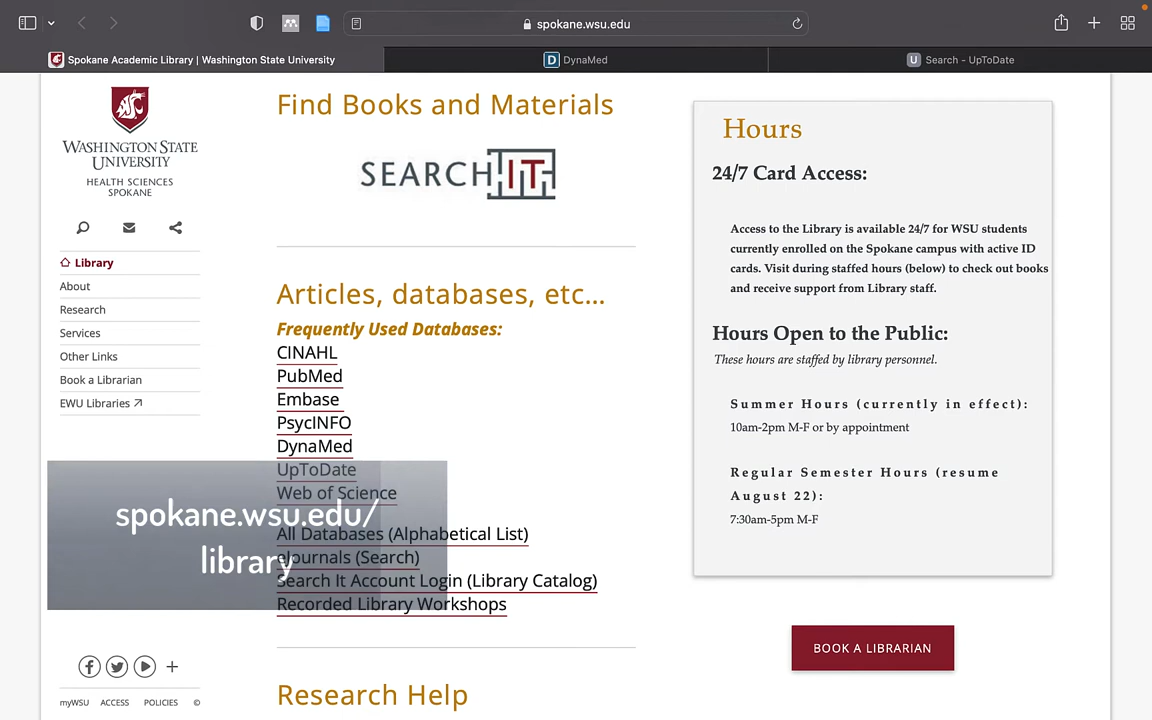 spokane.wsu.edu
Spokane Academic Library | Washington State University
D DynaMed
U Search – UpToDate
WASHINGTON STATE
UNIVERSITY
HEALTH SCIENCES
SPOKANE
Library
About
Research
Services
Other Links
Book a Librarian
EWU Libraries
myWSU ACCESS POLICIES ©
Find Books and Materials
SEARCH IT
Articles, databases, etc...
Frequently Used Databases:
CINAHL
PubMed
Embase
PsycINFO
DynaMed
UpToDate
Web of Science
All Databases (Alphabetical List)
eJournals (Search)
Search It Account Login (Library Catalog)
Recorded Library Workshops
spokane.wsu.edu/
library
Research Help
Hours
24/7 Card Access:
Access to the Library is available 24/7 for WSU students
currently enrolled on the Spokane campus with active ID
cards. Visit during staffed hours (below) to check out books
and receive support from Library staff.
Hours Open to the Public:
These hours are staffed by library personnel.
Summer Hours (currently in effect):
10am-2pm M-F or by appointment
Regular Semester Hours (resume
August 22):
7:30am-5pm M-F
BOOK A LIBRARIAN